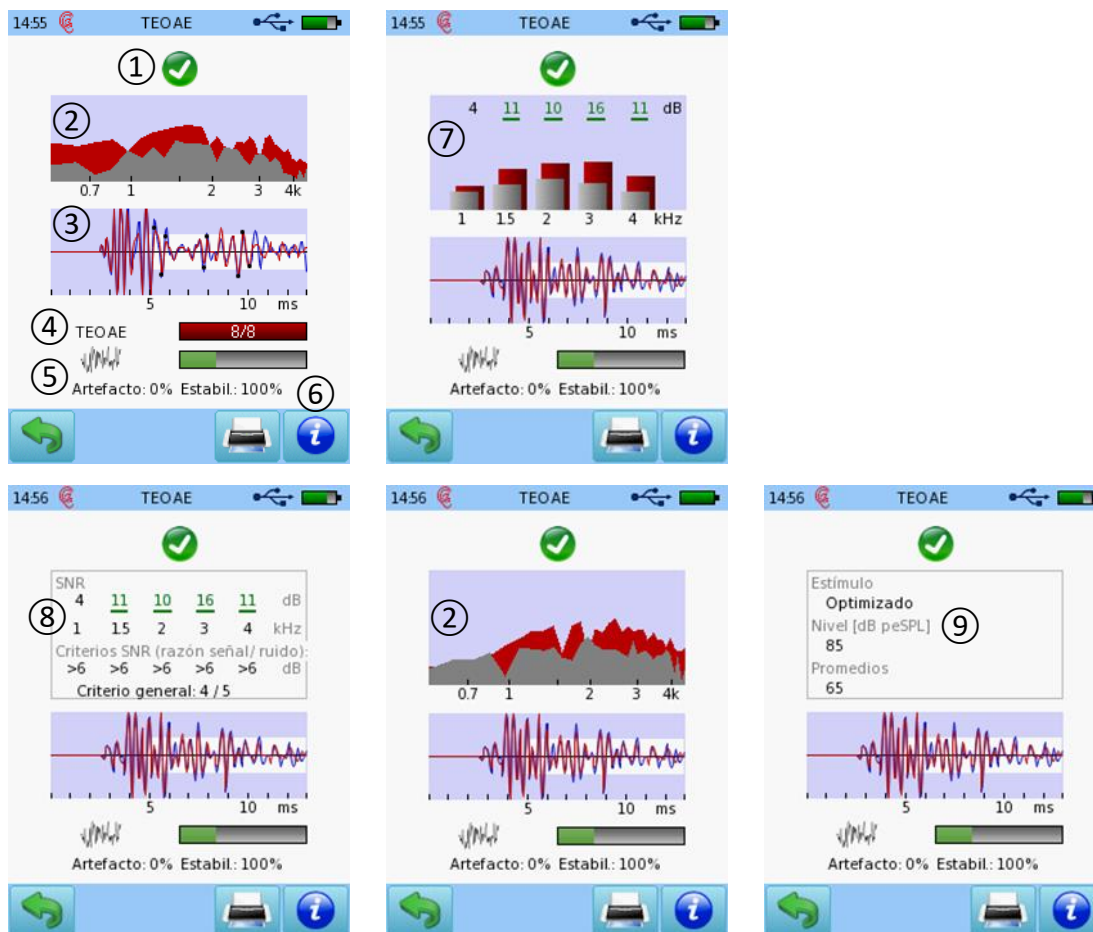 14:55 TEOAE
①
②
0.7 1 2 3 4k
③
5 10 ms
④ TEOAE 8/8
⑤
Artefacto: 0% Estabil.: 100%
⑥
14:55 TEOAE
4 11 10 16 11 dB
⑦
1 1.5 2 3 4 kHz
5 10 ms
Artefacto: 0% Estabil.: 100%
14:56 TEOAE
SNR
4 11 10 16 11 dB
⑧
1 1.5 2 3 4 kHz
Criterios SNR (razón señal/ ruido):
>6 >6 >6 >6 >6 dB
Criterio general: 4 / 5
5 10 ms
Artefacto: 0% Estabil.: 100%
14:56 TEOAE
②
0.7 1 2 3 4k
5 10 ms
Artefacto: 0% Estabil.: 100%
14:56 TEOAE
Estímulo
Optimizado
Nivel [dB peSPL] ⑨
85
Promedios
65
5 10 ms
Artefacto: 0% Estabil.: 100%